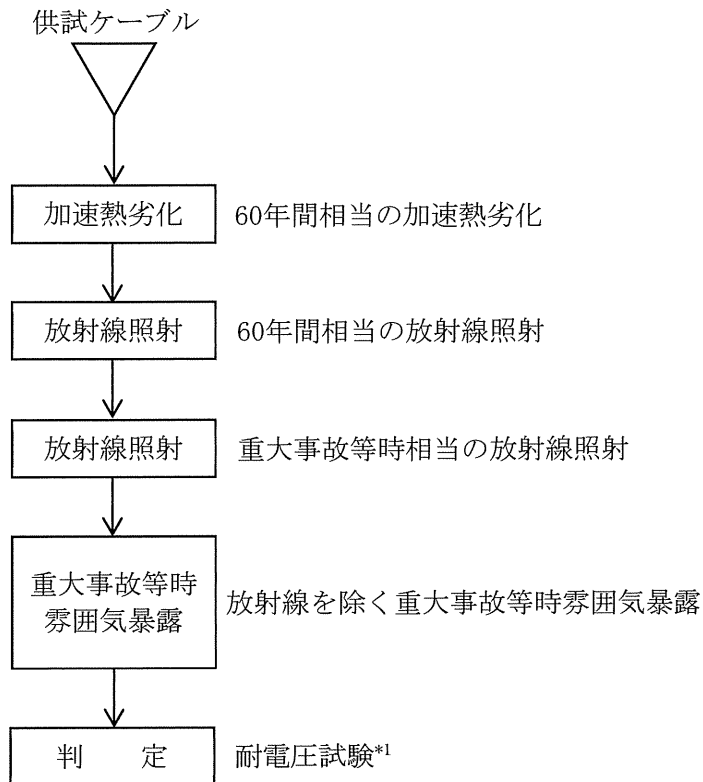 供試ケーブル
加速熱劣化 60年間相当の加速熱劣化
放射線照射 60年間相当の放射線照射
放射線照射 重大事故等時相当の放射線照射
重大事故等時
雰囲気暴露
放射線を除く重大事故等時雰囲気暴露
判　定 耐電圧試験*1